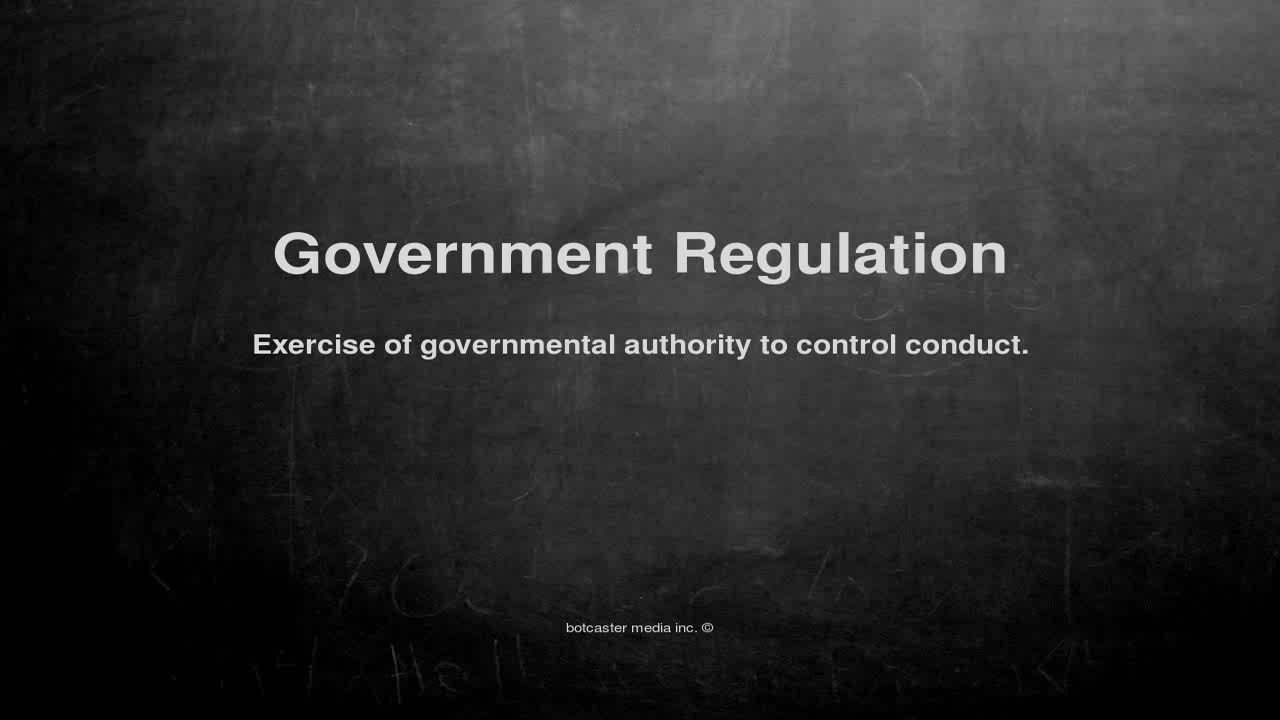 Government Regulation
Exercise of governmental authority to control conduct.
botcaster media inc. ©